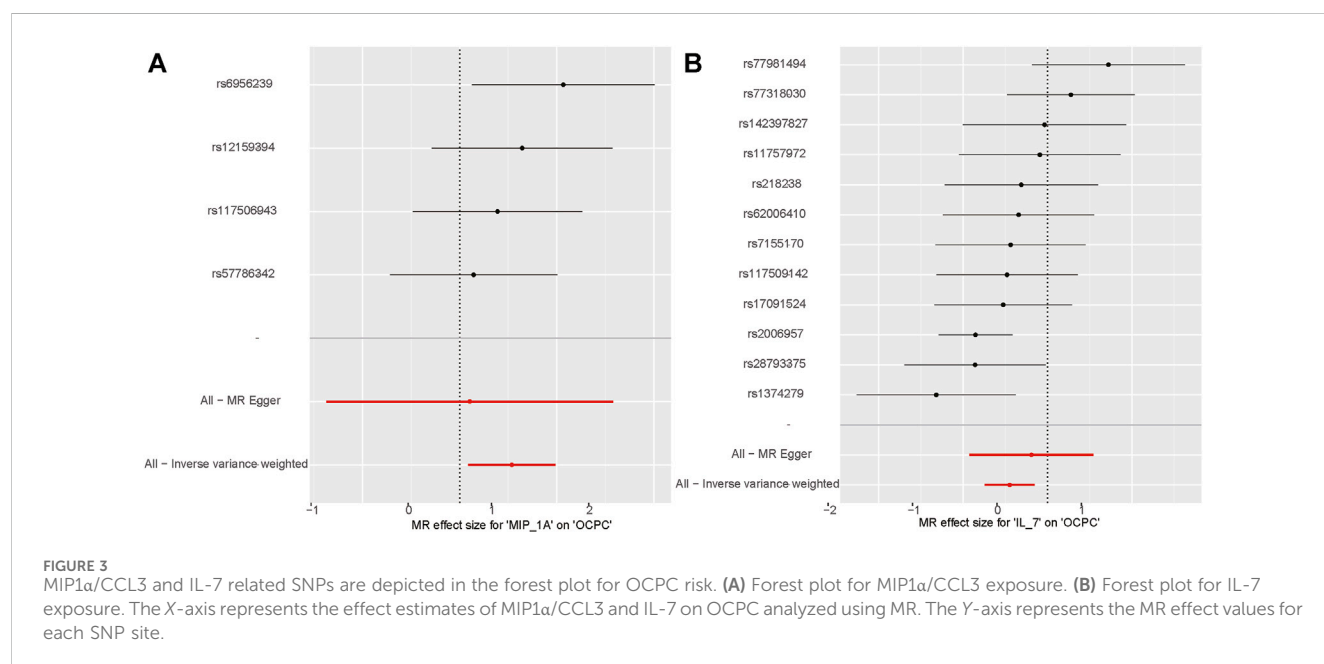 A
rs6956239
rs12159394
rs117506943
rs57786342
-
All – MR Egger
All – Inverse variance weighted
–1 0 1 2
MR effect size for 'MIP_1A' on 'OCPC'
B
rs77981494
rs77318030
rs142397827
rs11757972
rs218238
rs62006410
rs7155170
rs117509142
rs17091524
rs2006957
rs28793375
rs1374279
-
All – MR Egger
All – Inverse variance weighted
–2 –1 0 1
MR effect size for 'IL_7' on 'OCPC'
FIGURE 3
MIP1α/CCL3 and IL-7 related SNPs are depicted in the forest plot for OCPC risk. (A) Forest plot for MIP1α/CCL3 exposure. (B) Forest plot for IL-7
exposure. The X-axis represents the effect estimates of MIP1α/CCL3 and IL-7 on OCPC analyzed using MR. The Y-axis represents the MR effect values for
each SNP site.